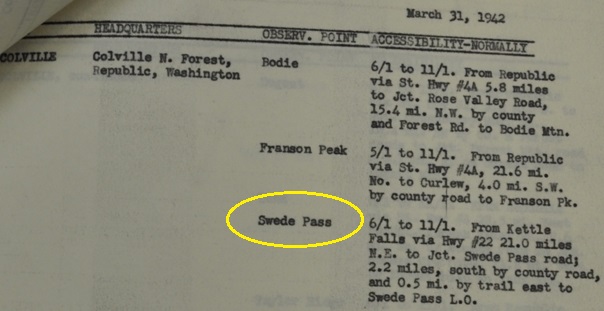 March 31, 1942
HEADQUARTERS OBSERV. POINT ACCESSIBILITY-NORMALLY
COLVILLE Colville N. Forest, Bodie 6/1 to 11/1. From Republic
Republic, Washington via St. Hwy #4A 5.8 miles
to Jct. Rose Valley Road,
15.4 mi. N.W. by county
and Forest Rd. to Bodie Mtn.
Franson Peak 5/1 to 11/1. From Republic
via St. Hwy #4A, 21.6 mi.
No. to Curlew, 4.0 mi. S.W.
by county road to Franson Pk.
Swede Pass 6/1 to 11/1. From Kettle
Falls via Hwy #22 21.0 miles
N.E. to Jct. Swede Pass road;
2.2 miles, south by county road,
and 0.5 mi. by trail east to
Swede Pass L.O.